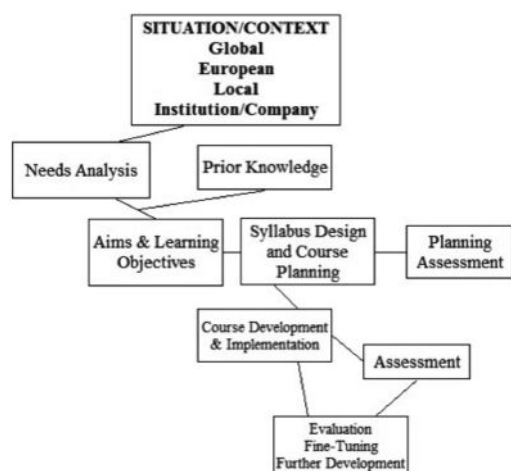 SITUATION/CONTEXT
Global
European
Local
Institution/Company
Needs Analysis
Prior Knowledge
Aims & Learning
Objectives
Syllabus Design
and Course
Planning
Planning
Assessment
Course Development
& Implementation
Assessment
Evaluation
Fine-Tuning
Further Development